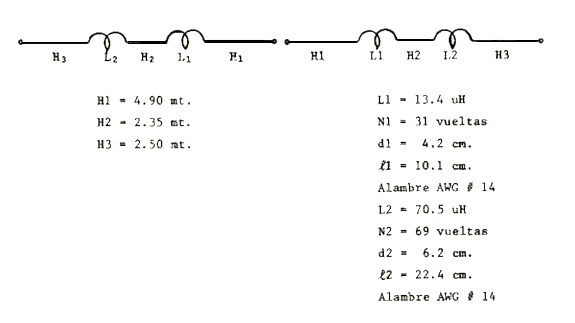 H3 L2 H2 L1 H1 H1 L1 H2 L2 H3
H1 = 4.90 mt.
H2 = 2.35 mt.
H3 = 2.50 mt.
L1 = 13.4 uH
N1 = 31 vueltas
d1 = 4.2 cm.
ℓ1 = 10.1 cm.
Alambre AWG # 14
L2 = 70.5 uH
N2 = 69 vueltas
d2 = 6.2 cm.
ℓ2 = 22.4 cm.
Alambre AWG # 14